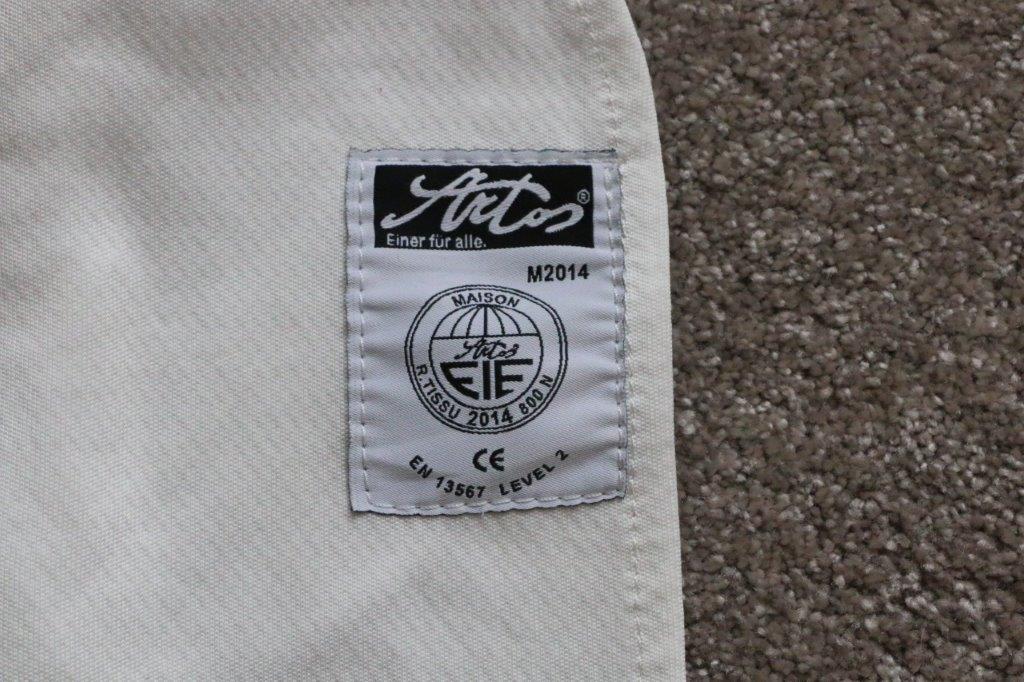 Artos®
Einer für alle.
M2014
MAISON
Artos
FIE
R.TISSU 2014 800 N
CE
EN 13567 LEVEL 2